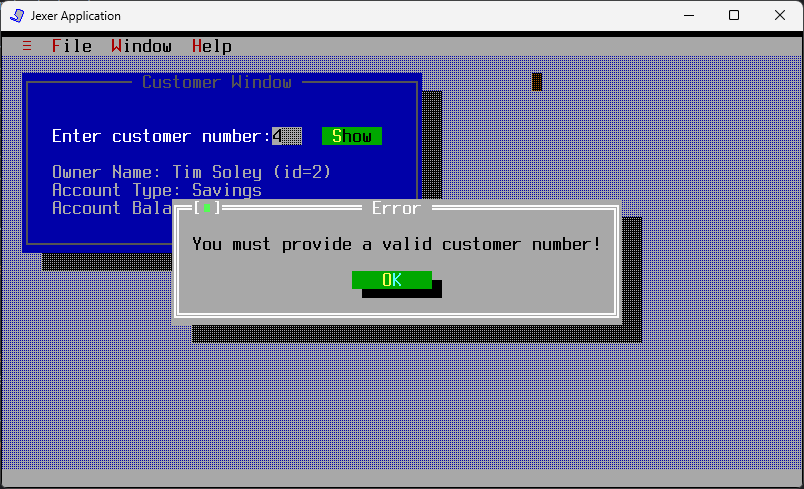 Jexer Application
≡ File Window Help
Customer Window
Enter customer number:4 Show
Owner Name: Tim Soley (id=2)
Account Type: Savings
Account Bala
Error
You must provide a valid customer number!
OK